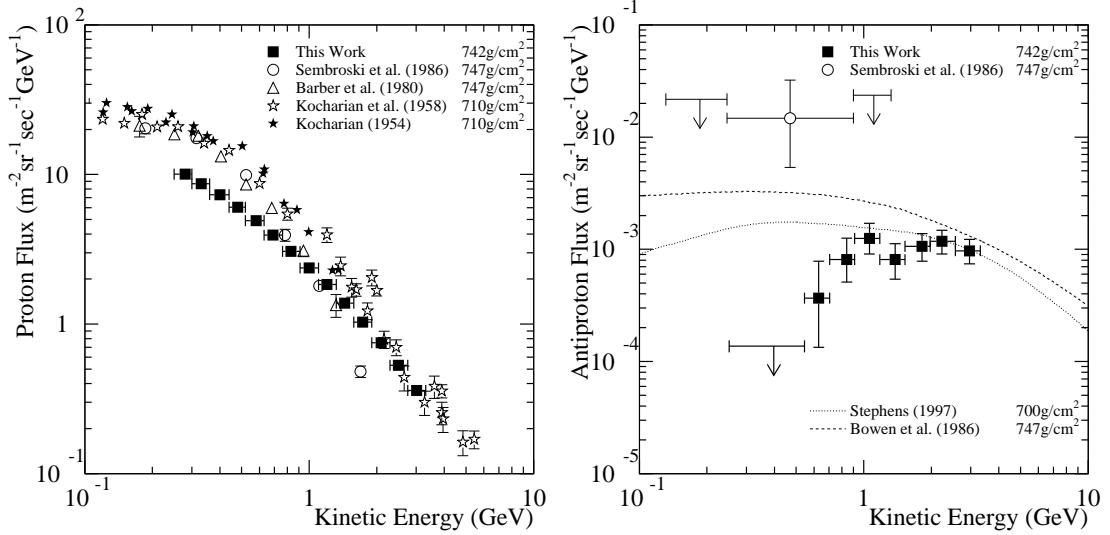 Proton Flux (m⁻²sr⁻¹sec⁻¹GeV⁻¹)
10²
10
1
10⁻¹
This Work 742g/cm²
Sembroski et al. (1986) 747g/cm²
Barber et al. (1980) 747g/cm²
Kocharian et al. (1958) 710g/cm²
Kocharian (1954) 710g/cm²
10⁻¹ 1 10
Kinetic Energy (GeV)
Antiproton Flux (m⁻²sr⁻¹sec⁻¹GeV⁻¹)
10⁻¹
10⁻²
10⁻³
10⁻⁴
10⁻⁵
This Work 742g/cm²
Sembroski et al. (1986) 747g/cm²
Stephens (1997) 700g/cm²
Bowen et al. (1986) 747g/cm²
10⁻¹ 1 10
Kinetic Energy (GeV)